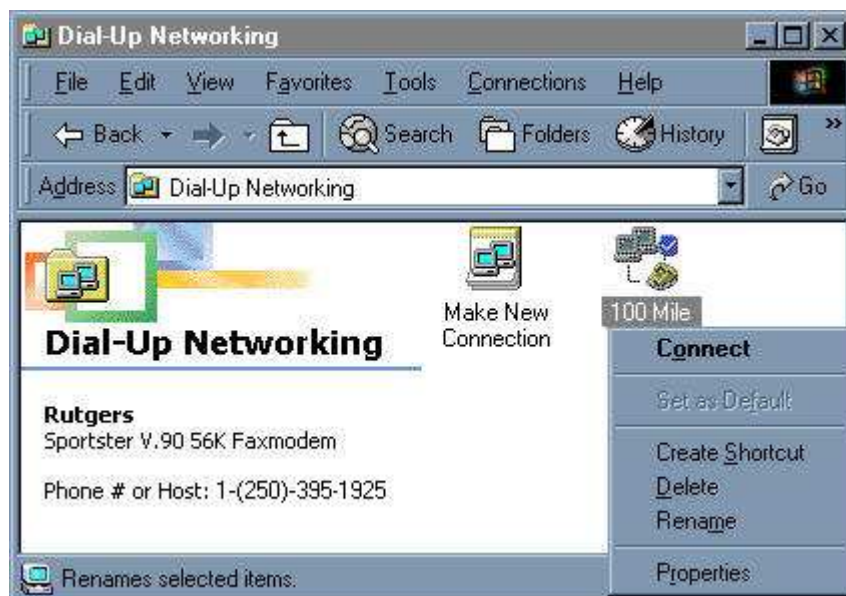 Dial-Up Networking
File Edit View Favorites Tools Connections Help
Back Search Folders History »
Address Dial-Up Networking Go
Make New Connection
100 Mile
Dial-Up Networking
Rutgers
Sportster V.90 56K Faxmodem
Phone # or Host: 1-(250)-395-1925
Connect
Set as Default
Create Shortcut
Delete
Rename
Properties
Renames selected items.